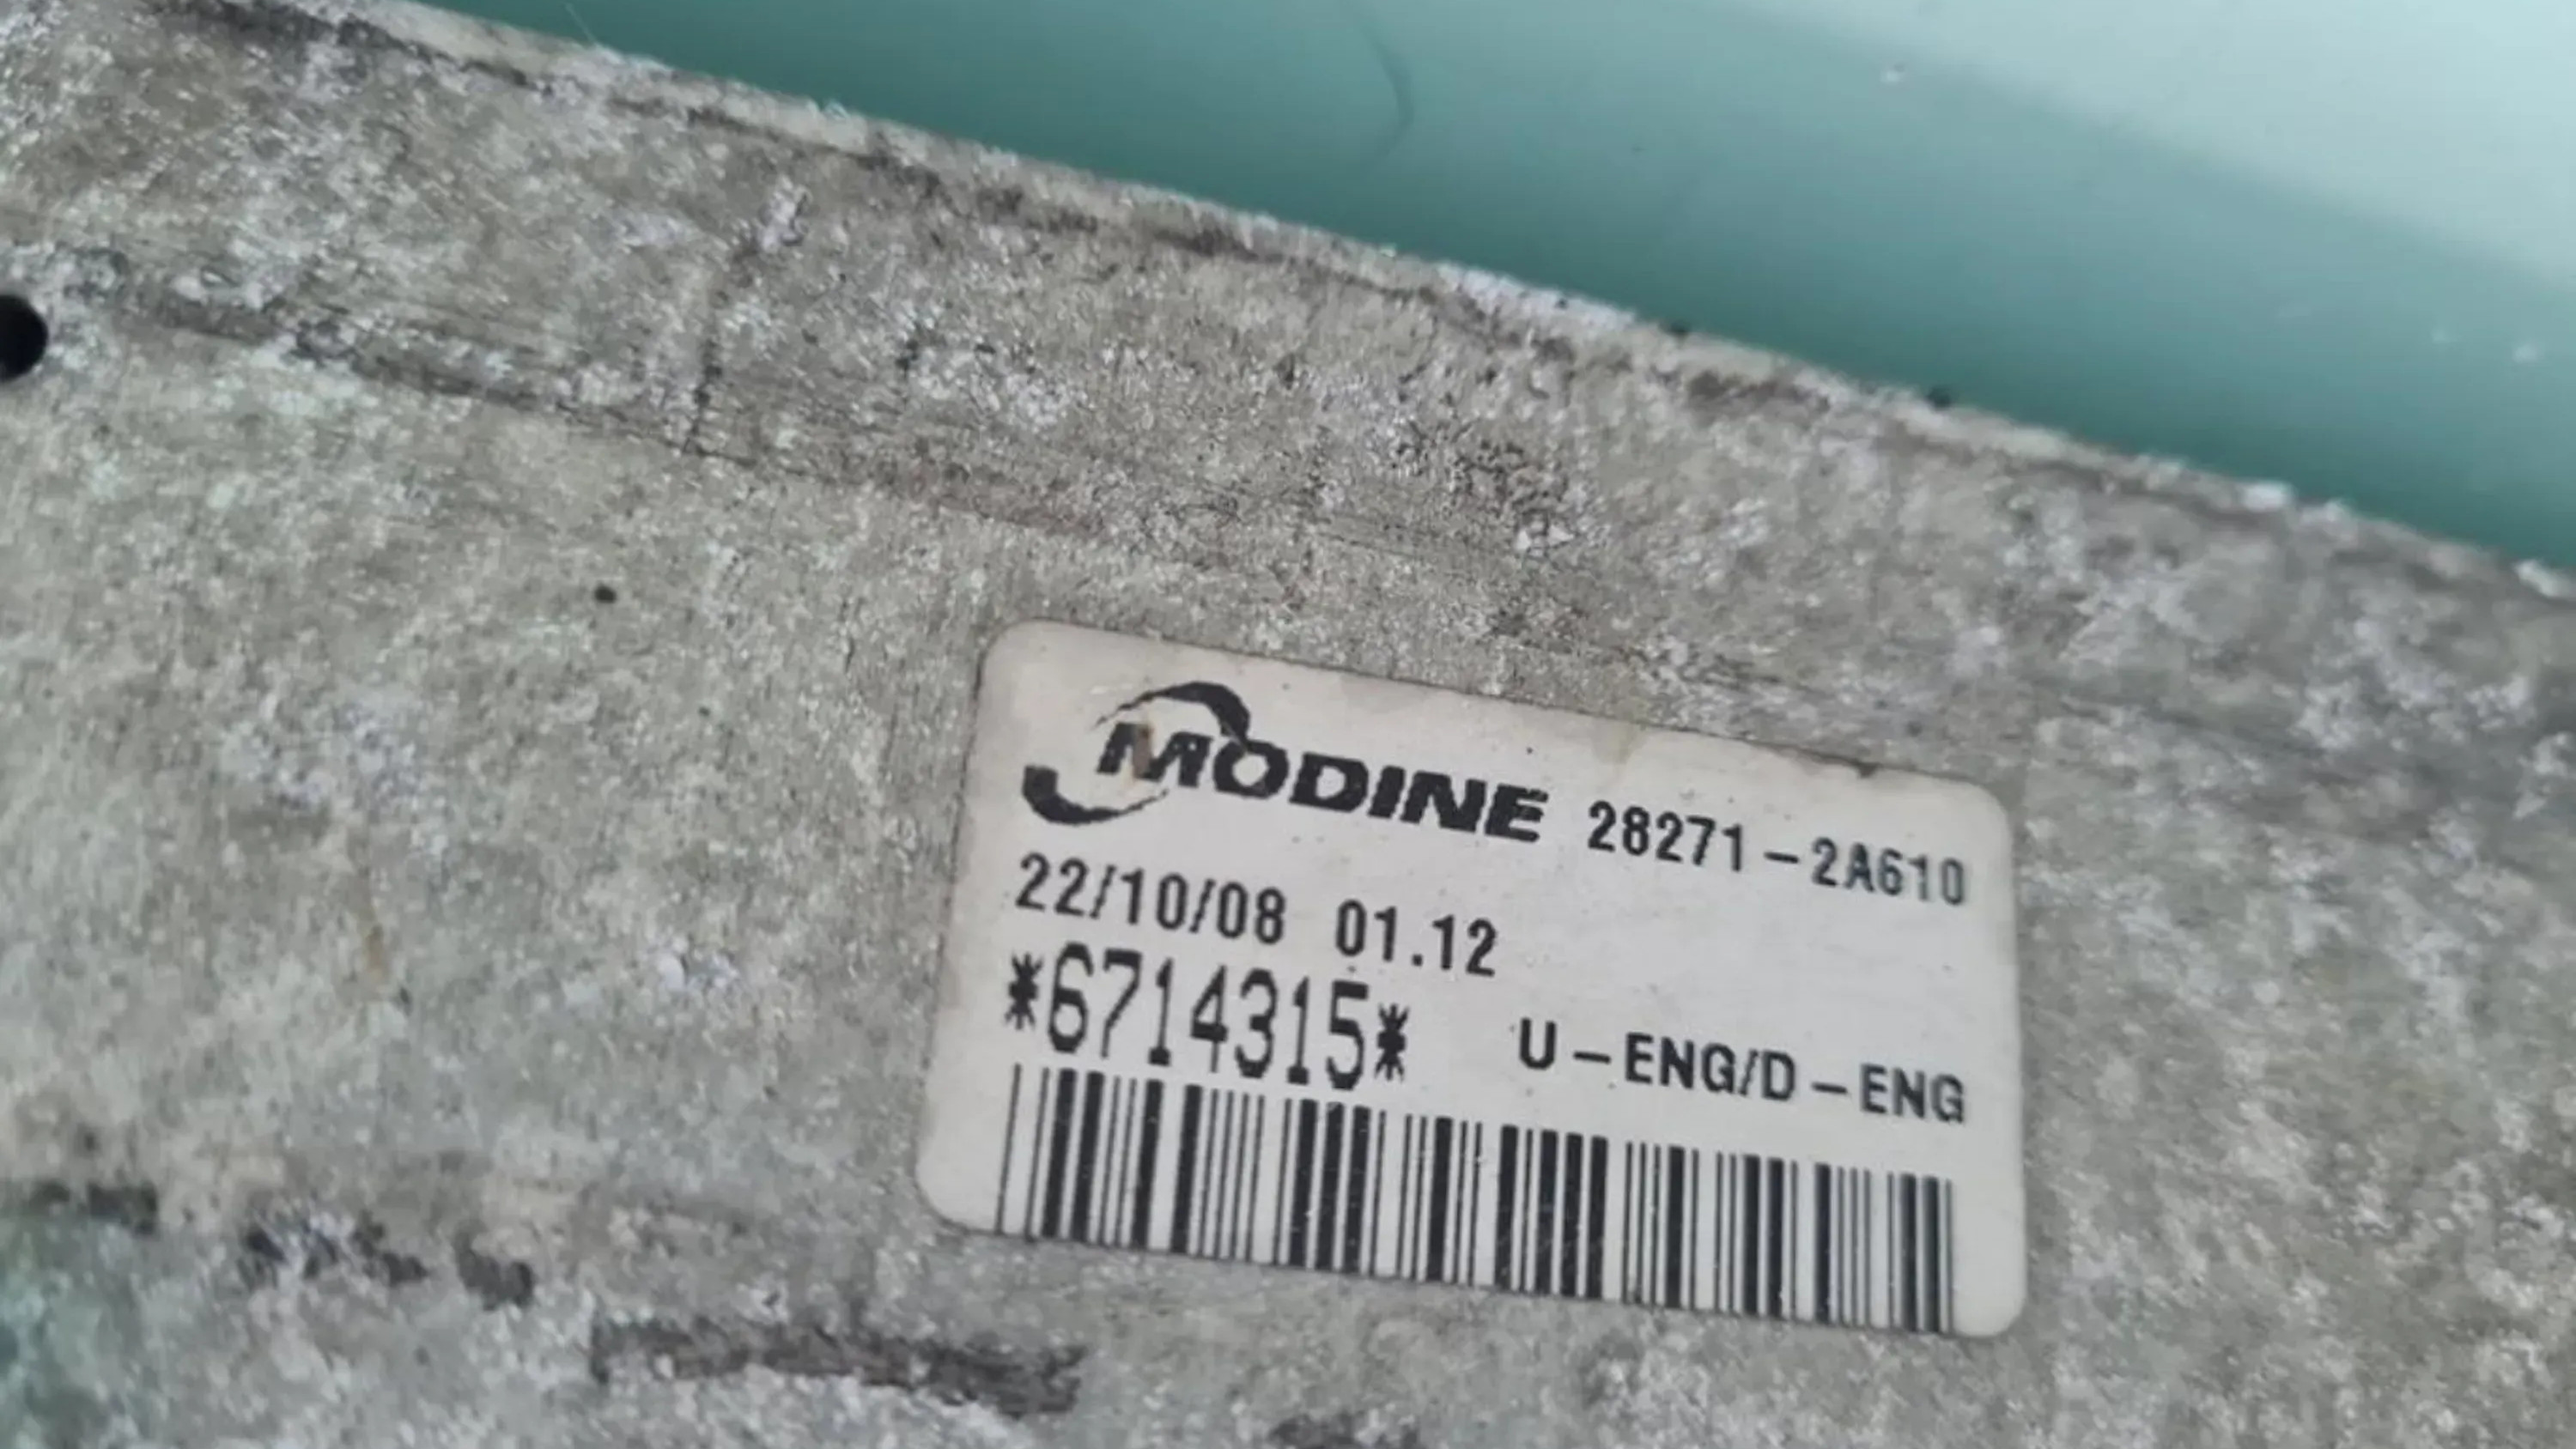 MODINE 28271-2A610
22/10/08 01.12
*6714315* U-ENG/D-ENG